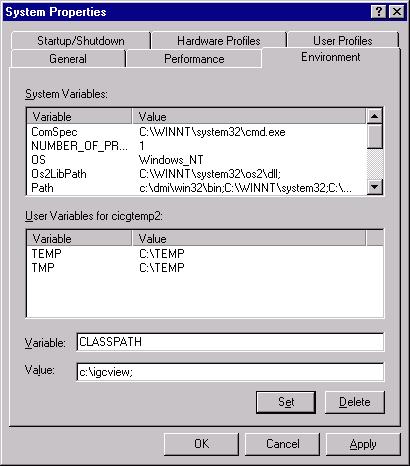 System Properties
Startup/Shutdown Hardware Profiles User Profiles
General Performance Environment
System Variables:
Variable Value
ComSpec C:\WINNT\system32\cmd.exe
NUMBER_OF_PR... 1
OS Windows_NT
Os2LibPath C:\WINNT\system32\os2\dll;
Path c:\dmi\win32\bin;C:\WINNT\system32;C:\...
User Variables for cicgtemp2:
Variable Value
TEMP C:\TEMP
TMP C:\TEMP
Variable: CLASSPATH
Value: c:\igcview;
Set Delete
OK Cancel Apply